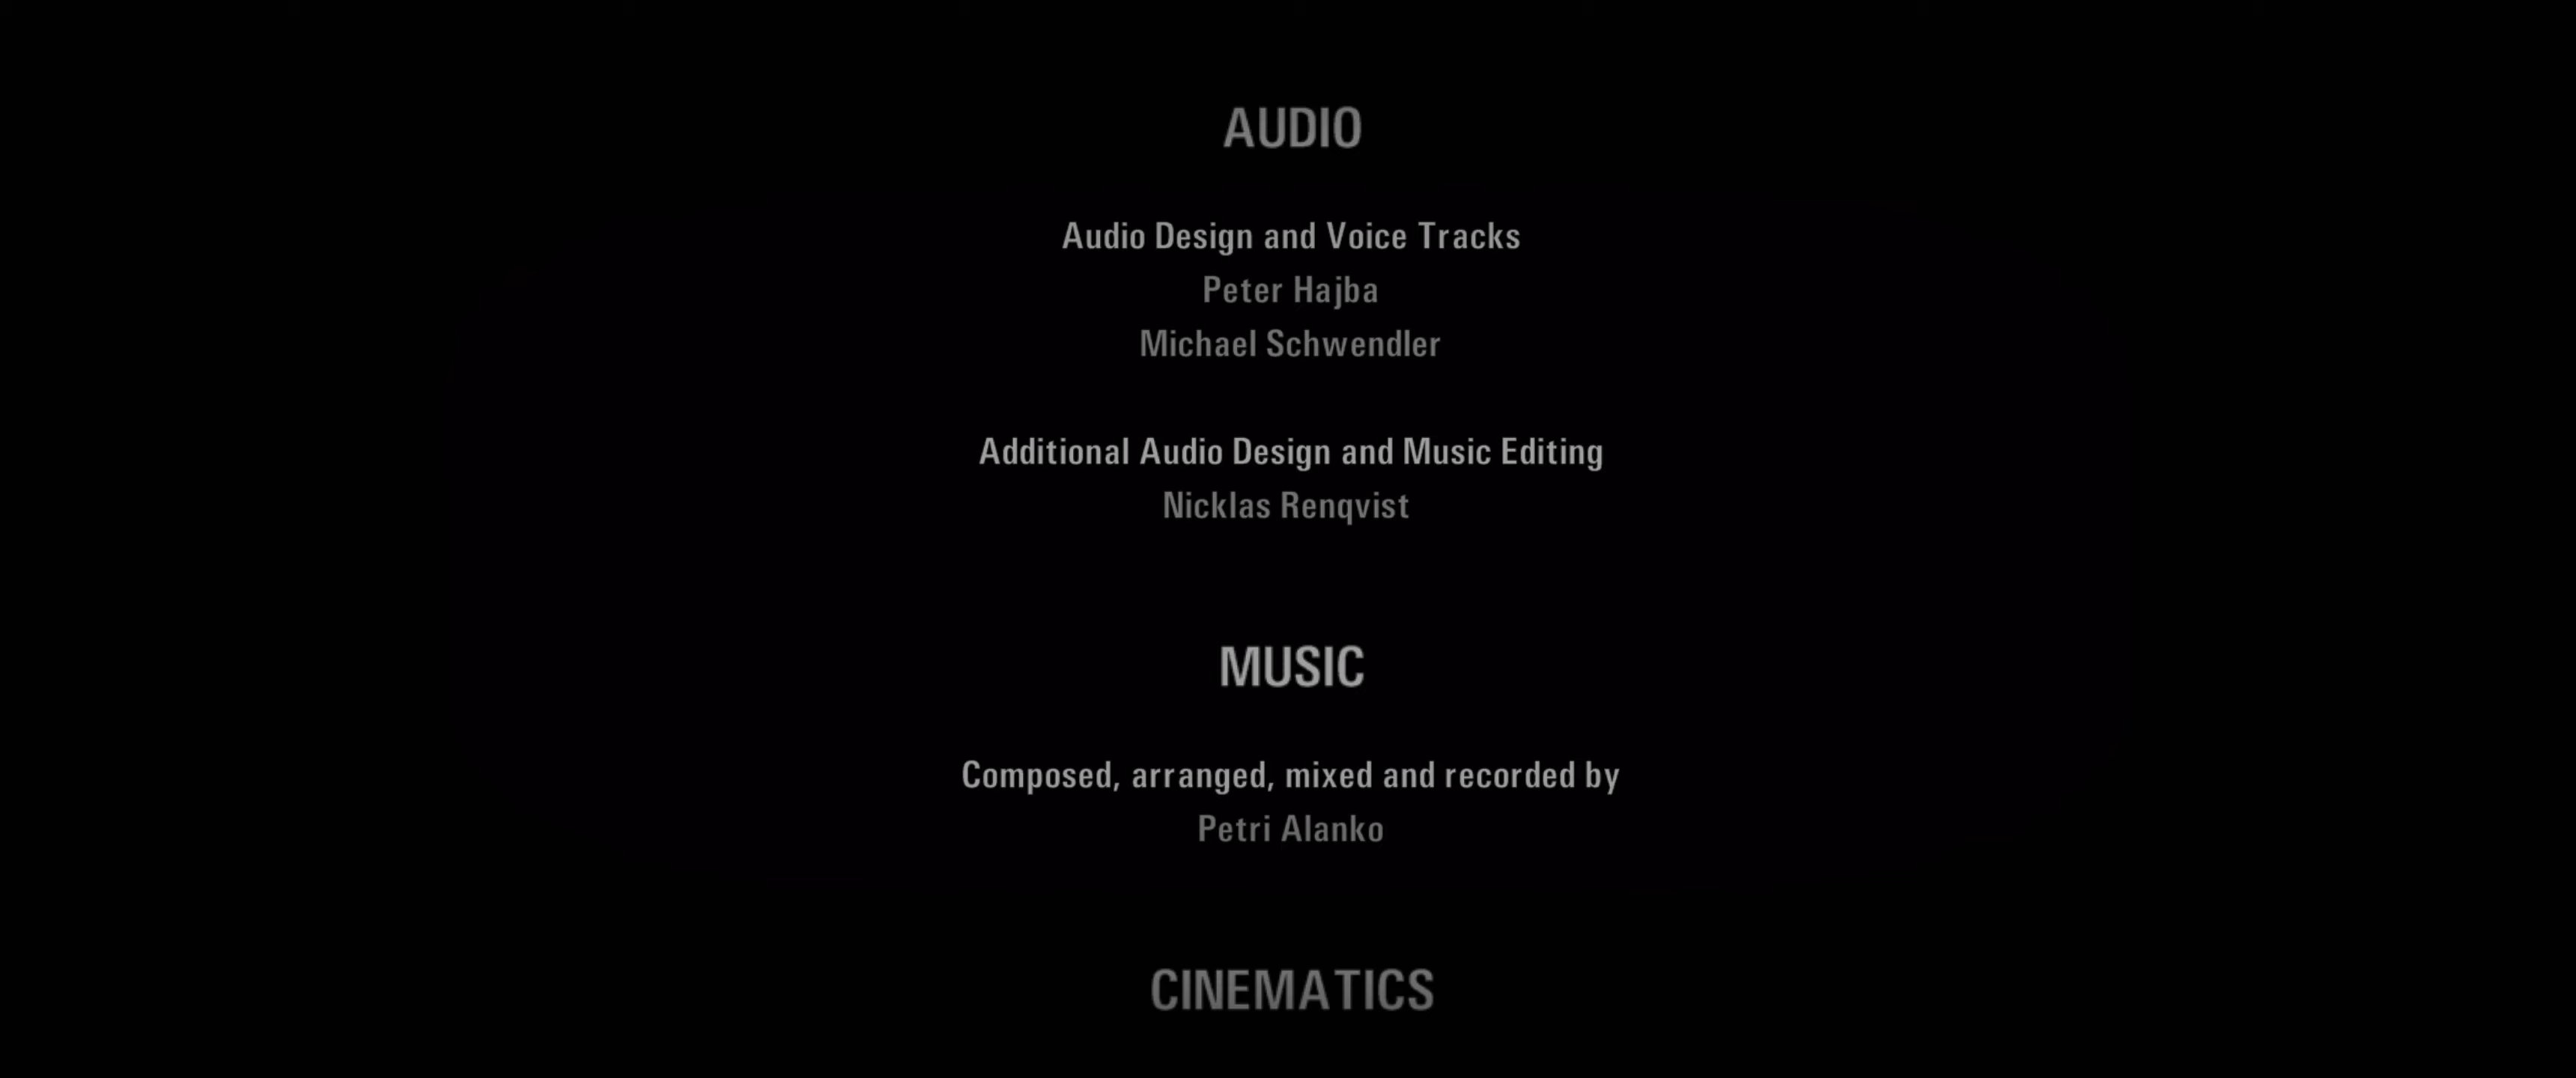 AUDIO
Audio Design and Voice Tracks
Peter Hajba
Michael Schwendler
Additional Audio Design and Music Editing
Nicklas Renqvist
MUSIC
Composed, arranged, mixed and recorded by
Petri Alanko
CINEMATICS